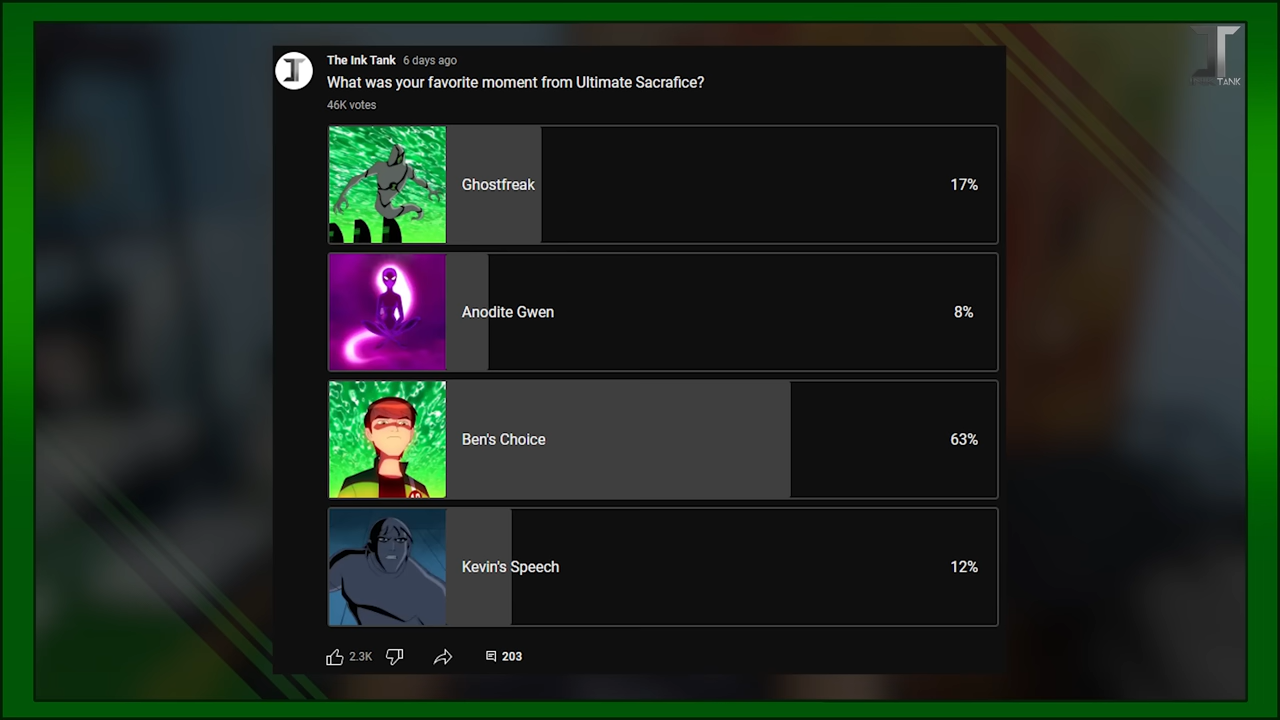 The Ink Tank 6 days ago
What was your favorite moment from Ultimate Sacrafice?
46K votes
Ghostfreak 17%
Anodite Gwen 8%
Ben's Choice 63%
Kevin's Speech 12%
2.3K 203
TANK